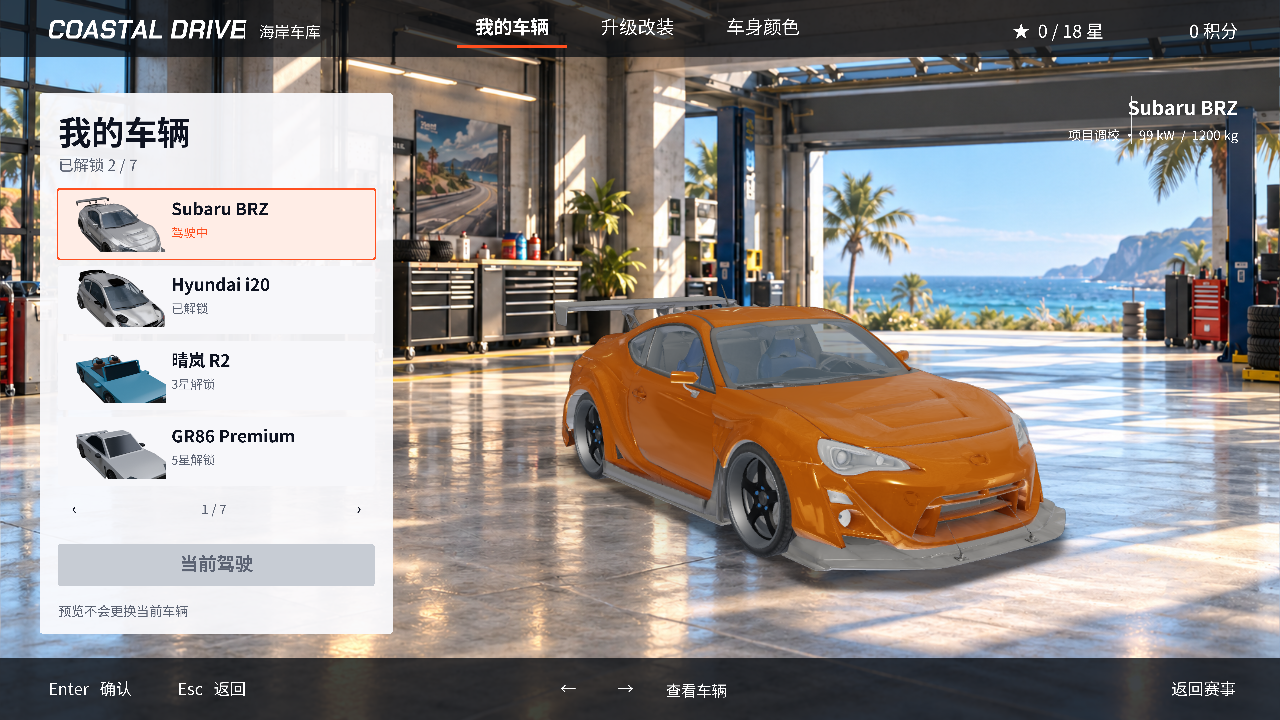 COASTAL DRIVE 海岸车库
我的车辆 升级改装 车身颜色
★ 0 / 18 星 0 积分
我的车辆
已解锁 2 / 7
Subaru BRZ
驾驶中
Hyundai i20
已解锁
晴岚 R2
3星解锁
GR86 Premium
5星解锁
‹ 1 / 7 ›
当前驾驶
预览不会更换当前车辆
Subaru BRZ
项目调校 · 99 kW / 1200 kg
Enter 确认 Esc 返回 ← → 查看车辆 返回赛事